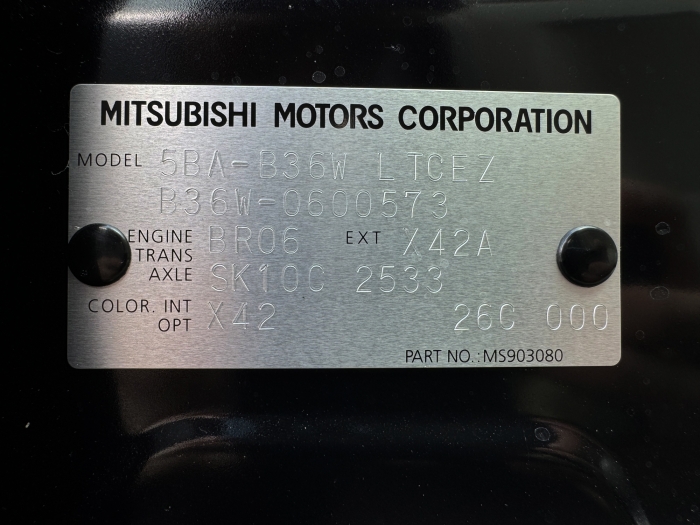 MITSUBISHI MOTORS CORPORATION
MODEL 5BA-B36W LTCEZ
B36W-0600573
ENGINE BR06 EXT X42A
TRANS
AXLE SK10C 2533
COLOR. INT X42 26C 000
OPT
PART NO.:MS903080